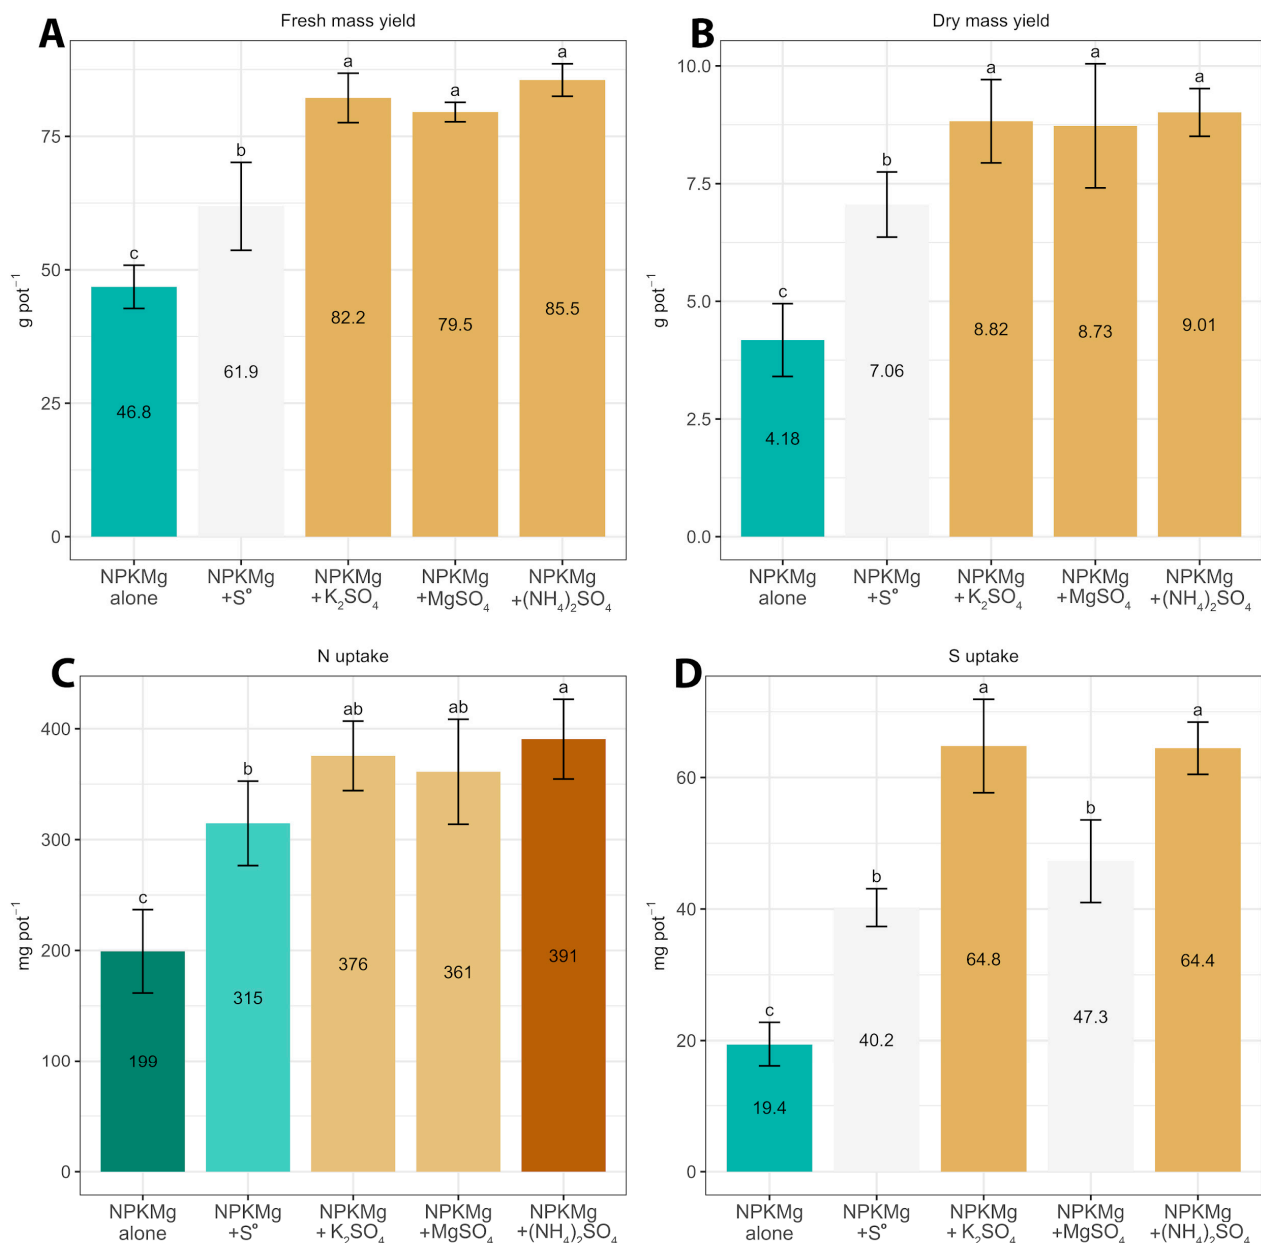 A
Fresh mass yield
g pot⁻¹
75
50
25
0
c
b
a
a
a
46.8
61.9
82.2
79.5
85.5
NPKMg
alone
NPKMg
+S°
NPKMg
+K₂SO₄
NPKMg
+MgSO₄
NPKMg
+(NH₄)₂SO₄
B
Dry mass yield
g pot⁻¹
10.0
7.5
5.0
2.5
0.0
c
b
a
a
a
4.18
7.06
8.82
8.73
9.01
NPKMg
alone
NPKMg
+S°
NPKMg
+K₂SO₄
NPKMg
+MgSO₄
NPKMg
+(NH₄)₂SO₄
C
N uptake
mg pot⁻¹
400
300
200
100
0
c
b
ab
ab
a
199
315
376
361
391
NPKMg
alone
NPKMg
+S°
NPKMg
+K₂SO₄
NPKMg
+MgSO₄
NPKMg
+(NH₄)₂SO₄
D
S uptake
mg pot⁻¹
60
40
20
0
c
b
a
b
a
19.4
40.2
64.8
47.3
64.4
NPKMg
alone
NPKMg
+S°
NPKMg
+K₂SO₄
NPKMg
+MgSO₄
NPKMg
+(NH₄)₂SO₄